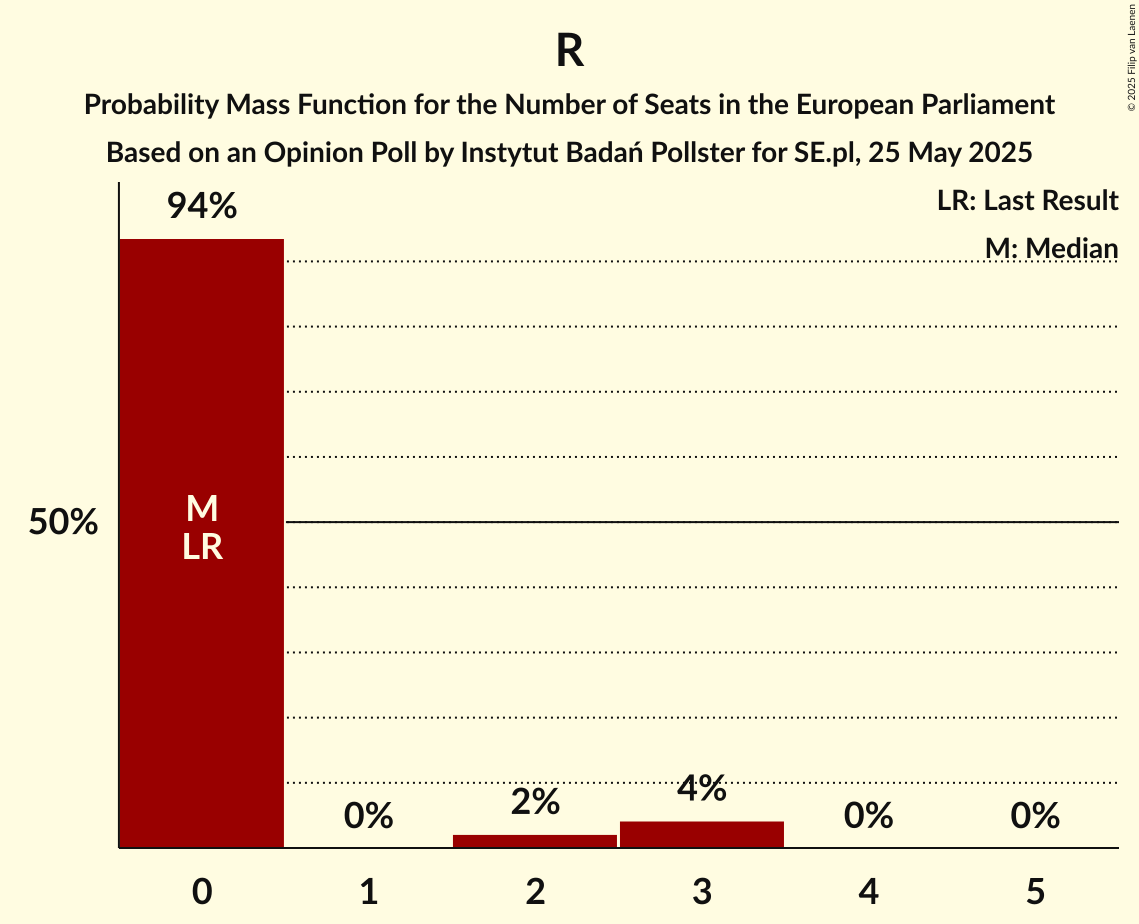 R
Probability Mass Function for the Number of Seats in the European Parliament
Based on an Opinion Poll by Instytut Badań Pollster for SE.pl, 25 May 2025
© 2025 Filip van Laenen
LR: Last Result
M: Median
94%
M
LR
50%
0%
2%
4%
0%
0%
0
1
2
3
4
5